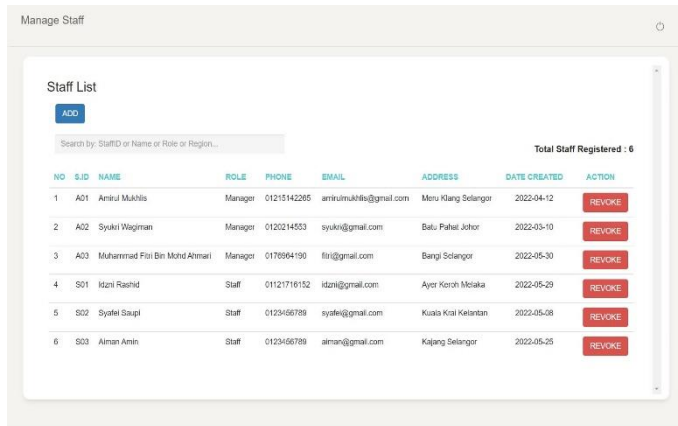 Manage Staff
Staff List
ADD
Search by: StaffID or Name or Role or Region...
Total Staff Registered : 6
NO S.ID NAME ROLE PHONE EMAIL ADDRESS DATE CREATED ACTION
1 A01 Amirul Mukhlis Manager 01215142265 amirulmukhlis@gmail.com Meru Klang Selangor 2022-04-12 REVOKE
2 A02 Syukri Wagiman Manager 0120214553 syukri@gmail.com Batu Pahat Johor 2022-03-10 REVOKE
3 A03 Muhammad Fitri Bin Mohd Ahmari Manager 0176964190 fitri@gmail.com Bangi Selangor 2022-05-30 REVOKE
4 S01 Idzni Rashid Staff 01121716152 idzni@gmail.com Ayer Keroh Melaka 2022-05-29 REVOKE
5 S02 Syafei Saupi Staff 0123456789 syafei@gmail.com Kuala Krai Kelantan 2022-05-08 REVOKE
6 S03 Aiman Amin Staff 0123456789 aiman@gmail.com Kajang Selangor 2022-05-25 REVOKE